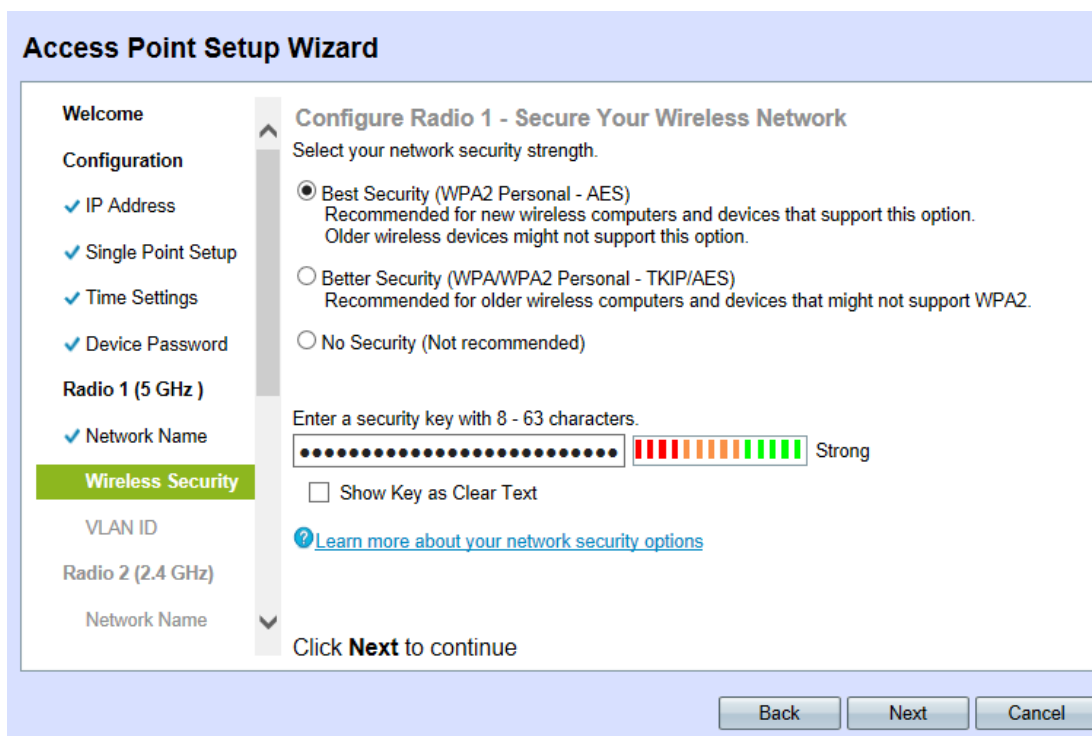 Access Point Setup Wizard
Welcome
Configuration
IP Address
Single Point Setup
Time Settings
Device Password
Radio 1 (5 GHz )
Network Name
Wireless Security
VLAN ID
Radio 2 (2.4 GHz)
Network Name
Configure Radio 1 - Secure Your Wireless Network
Select your network security strength.
Best Security (WPA2 Personal - AES)
Recommended for new wireless computers and devices that support this option.
Older wireless devices might not support this option.
Better Security (WPA/WPA2 Personal - TKIP/AES)
Recommended for older wireless computers and devices that might not support WPA2.
No Security (Not recommended)
Enter a security key with 8 - 63 characters.
••••••••••••••••••••••••••• Strong
Show Key as Clear Text
?Learn more about your network security options
Click Next to continue
Back Next Cancel